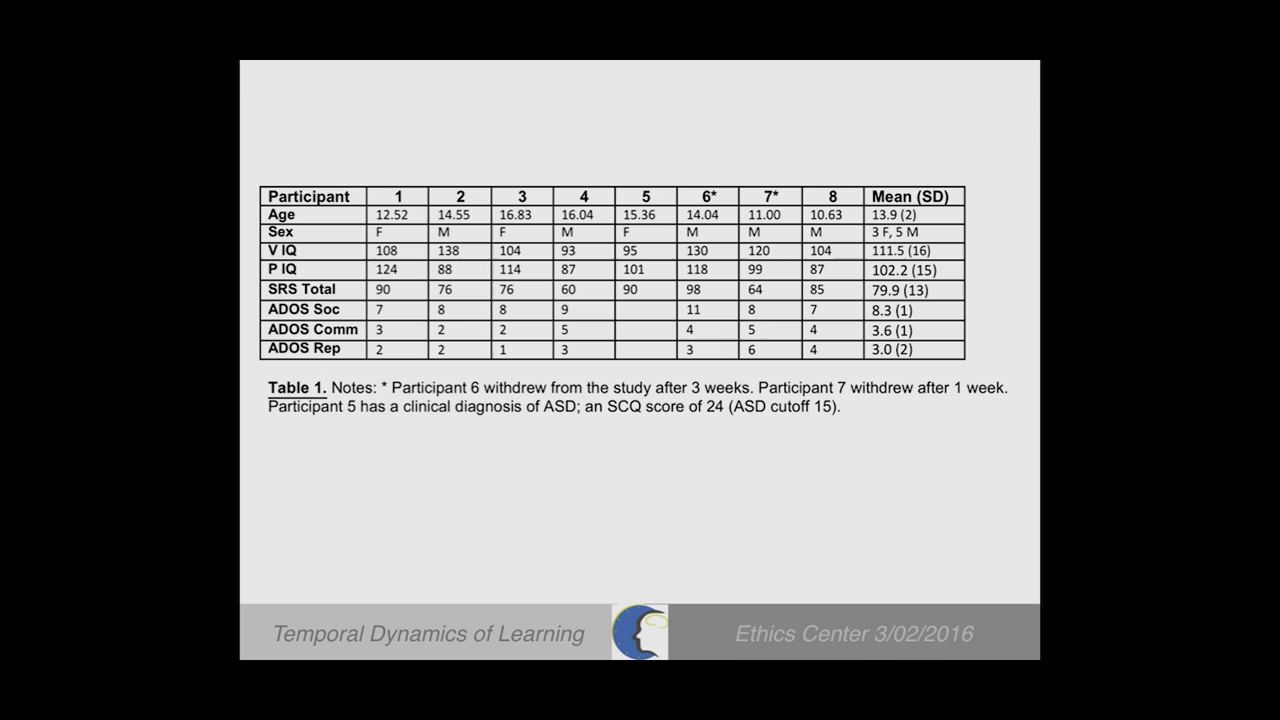 Participant 1 2 3 4 5 6* 7* 8 Mean (SD)
Age 12.52 14.55 16.83 16.04 15.36 14.04 11.00 10.63 13.9 (2)
Sex F M F M F M M M 3 F, 5 M
V IQ 108 138 104 93 95 130 120 104 111.5 (16)
P IQ 124 88 114 87 101 118 99 87 102.2 (15)
SRS Total 90 76 76 60 90 98 64 85 79.9 (13)
ADOS Soc 7 8 8 9 11 8 7 8.3 (1)
ADOS Comm 3 2 2 5 4 5 4 3.6 (1)
ADOS Rep 2 2 1 3 3 6 4 3.0 (2)
Table 1. Notes: * Participant 6 withdrew from the study after 3 weeks. Participant 7 withdrew after 1 week.
Participant 5 has a clinical diagnosis of ASD; an SCQ score of 24 (ASD cutoff 15).
Temporal Dynamics of Learning Ethics Center 3/02/2016